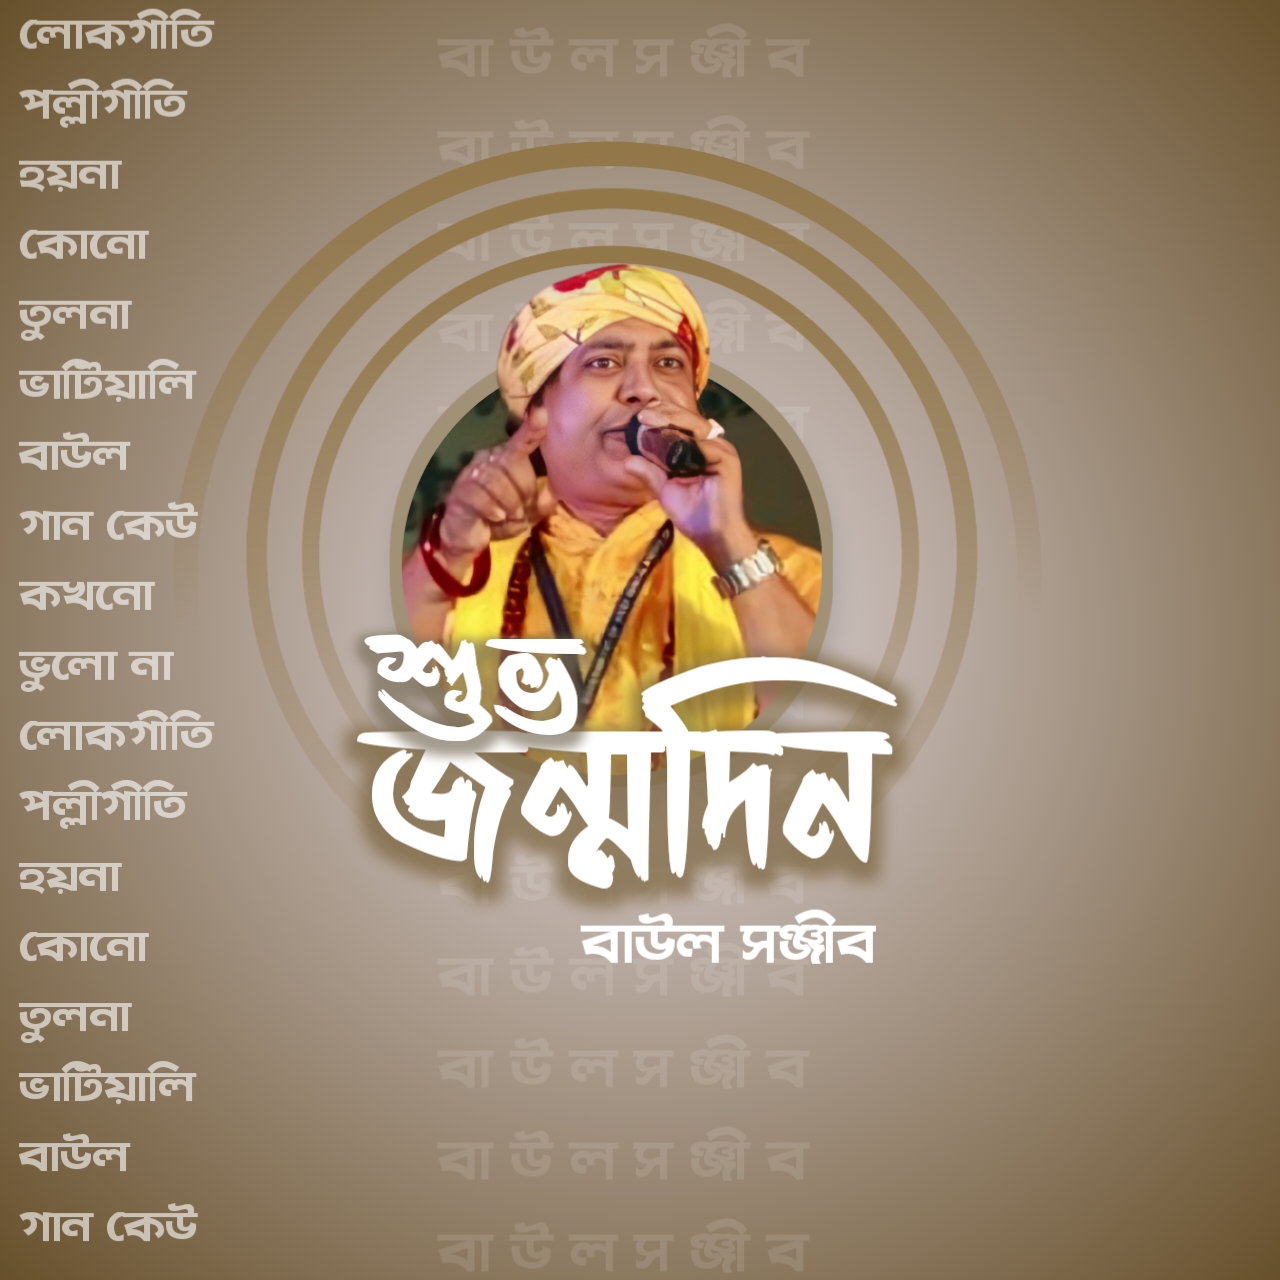 লোকগীতি
পল্লীগীতি
হয়না
কোনো
তুলনা
ভাটিয়ালি
বাউল
গান কেউ
কখনো
ভুলো না
লোকগীতি
পল্লীগীতি
হয়না
কোনো
তুলনা
ভাটিয়ালি
বাউল
গান কেউ
বা উ ল স ঞ্জী ব
বা উ ল স ঞ্জী ব
বা উ ল স ঞ্জী ব
বা উ ল স ঞ্জী ব
শুভ
জন্মদিন
বাউল সঞ্জীব
বা উ ল স ঞ্জী ব
বা উ ল স ঞ্জী ব
বা উ ল স ঞ্জী ব
বা উ ল স ঞ্জী ব